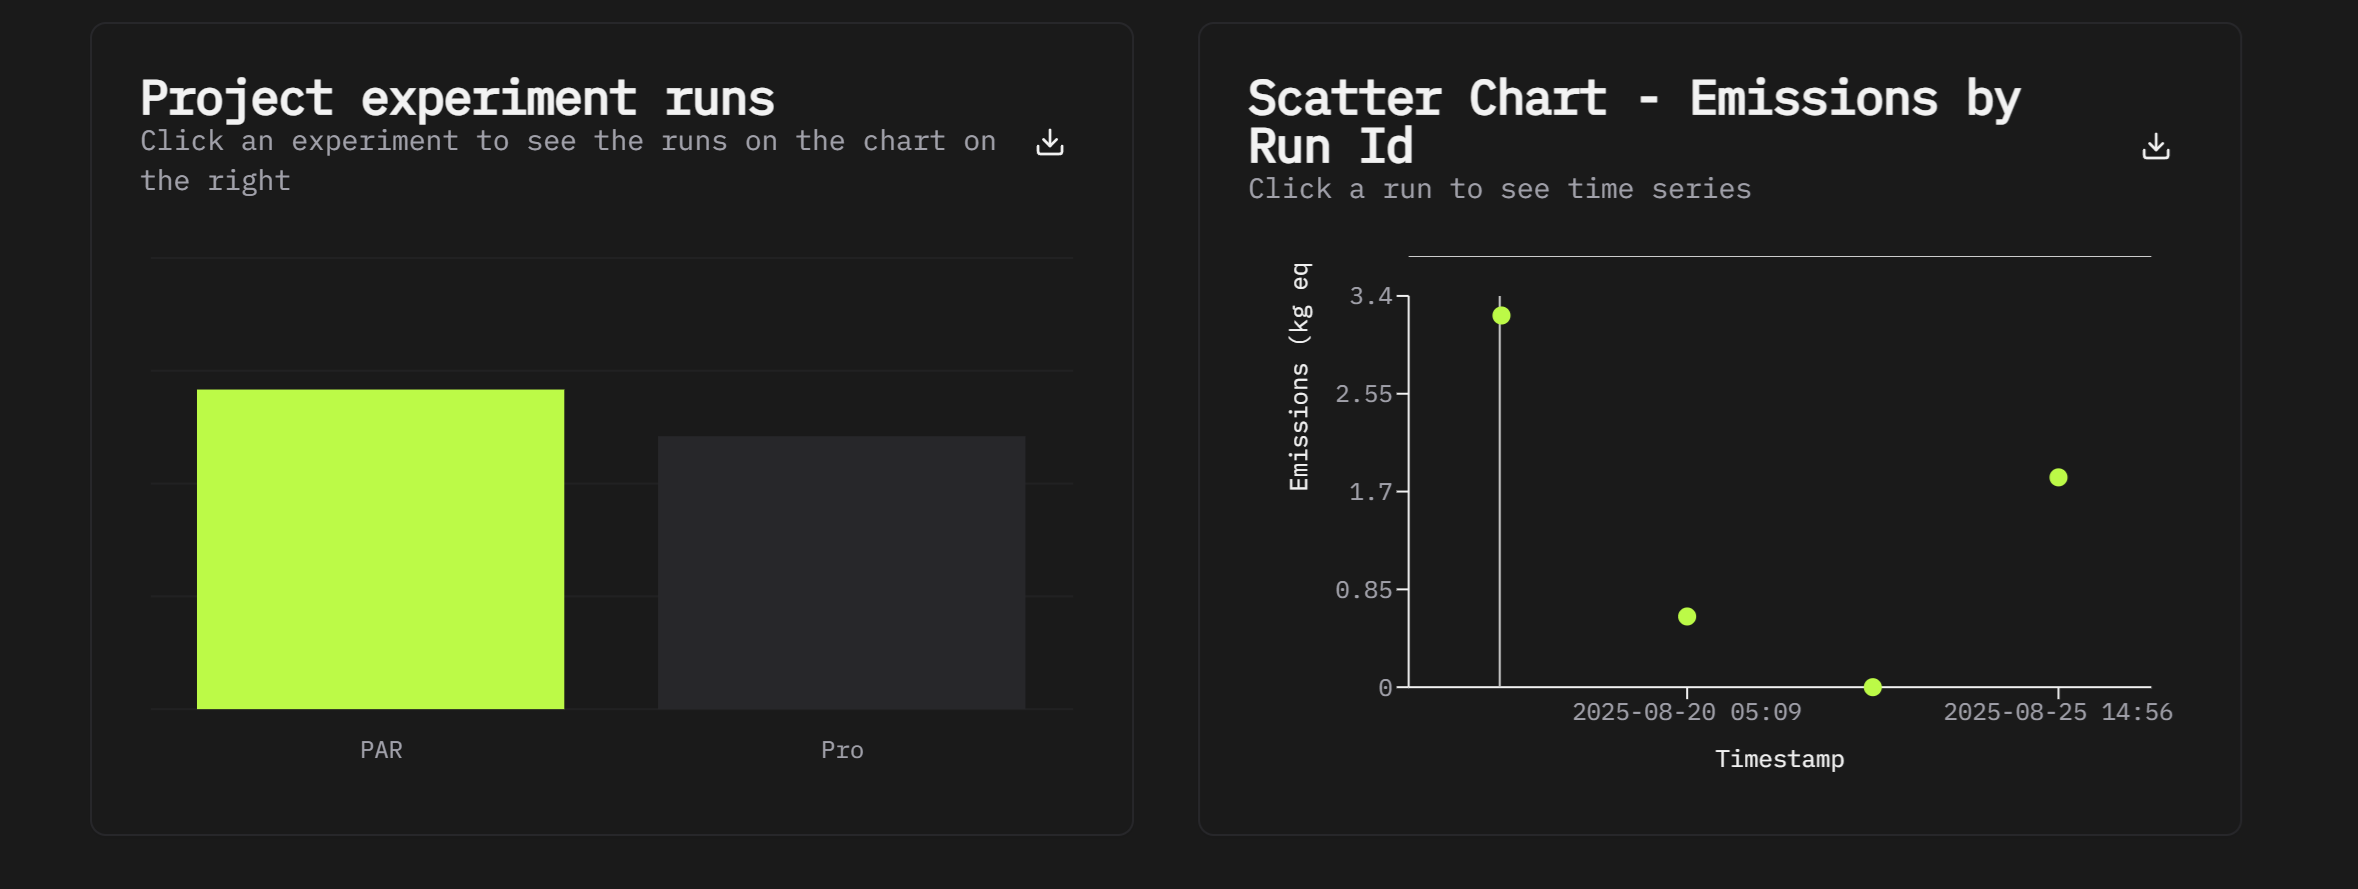 Project experiment runs
Click an experiment to see the runs on the chart on
the right
PAR
Pro
Scatter Chart - Emissions by
Run Id
Click a run to see time series
Emissions (kg eq
3.4
2.55
1.7
0.85
0
2025-08-20 05:09
2025-08-25 14:56
Timestamp